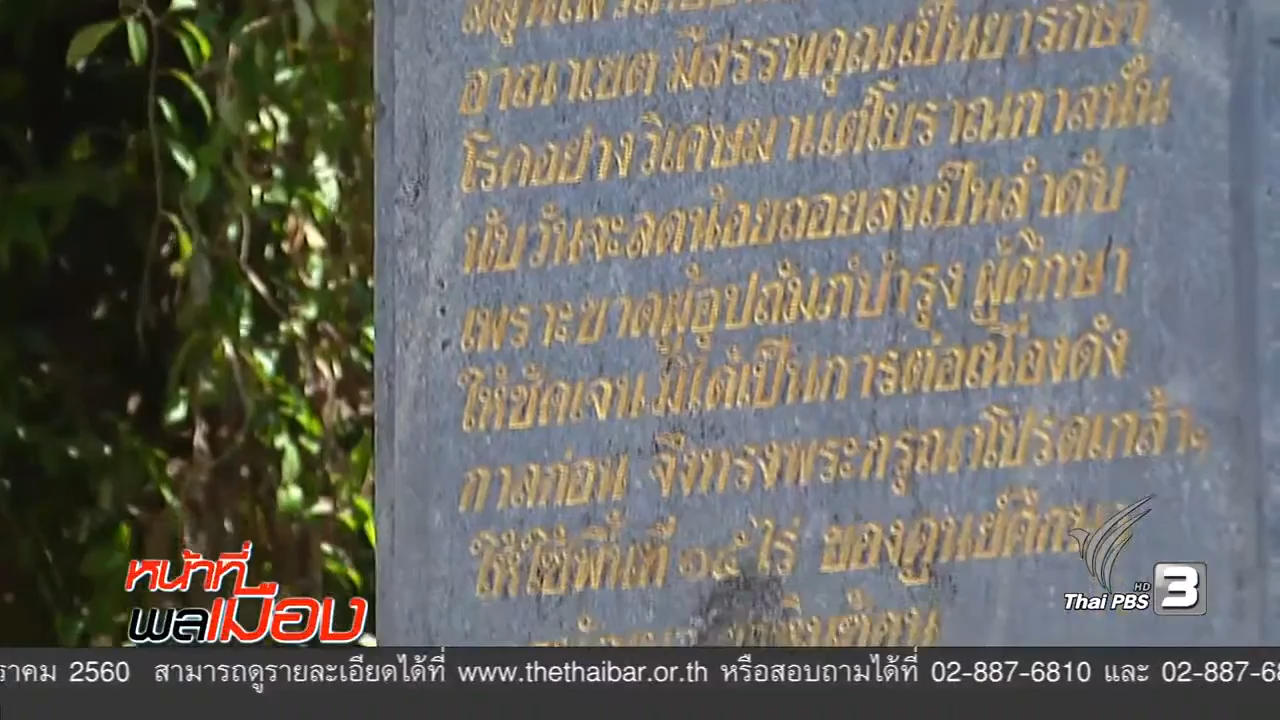 อาณาเขต มีสรรพคุณเป็นยารักษา
โรคอย่างวิเศษมาแต่โบราณกาลนั้น
นับวันจะลดน้อยถอยลงเป็นลำดับ
เพราะขาดผู้อุปถัมภ์บำรุง ผู้ศึกษา
ให้ชัดเจนมิได้เป็นการต่อเนื่องดัง
กาลก่อน จึงทรงพระกรุณาโปรดเกล้าฯ
ให้ใช้พื้นที่ ๑๕ ไร่ ของศูนย์ศึกษา
หน้าที่
พลเมือง
HD
Thai PBS 3
ราคม 2560 สามารถดูรายละเอียดได้ที่ www.thethaibar.or.th หรือสอบถามได้ที่ 02-887-6810 และ 02-887-68